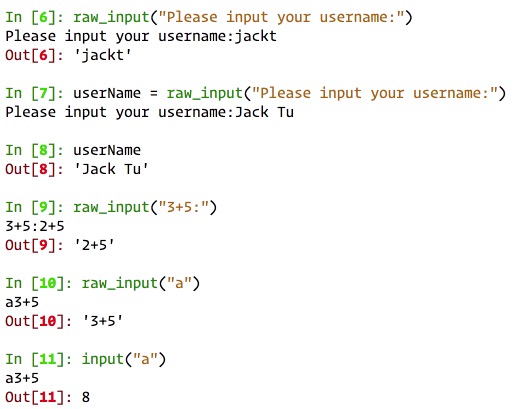 In [6]: raw_input("Please input your username:")
Please input your username:jackt
Out[6]: 'jackt'
In [7]: userName = raw_input("Please input your username:")
Please input your username:Jack Tu
In [8]: userName
Out[8]: 'Jack Tu'
In [9]: raw_input("3+5:")
3+5:2+5
Out[9]: '2+5'
In [10]: raw_input("a")
a3+5
Out[10]: '3+5'
In [11]: input("a")
a3+5
Out[11]: 8